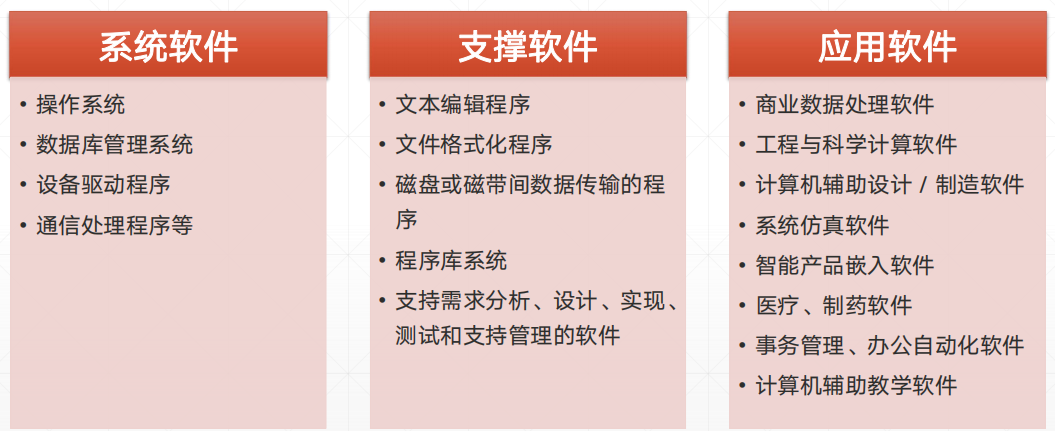 系统软件
• 操作系统
• 数据库管理系统
• 设备驱动程序
• 通信处理程序等
支撑软件
• 文本编辑程序
• 文件格式化程序
• 磁盘或磁带间数据传输的程
序
• 程序库系统
• 支持需求分析、设计、实现、
测试和支持管理的软件
应用软件
• 商业数据处理软件
• 工程与科学计算软件
• 计算机辅助设计 / 制造软件
• 系统仿真软件
• 智能产品嵌入软件
• 医疗、制药软件
• 事务管理、办公自动化软件
• 计算机辅助教学软件